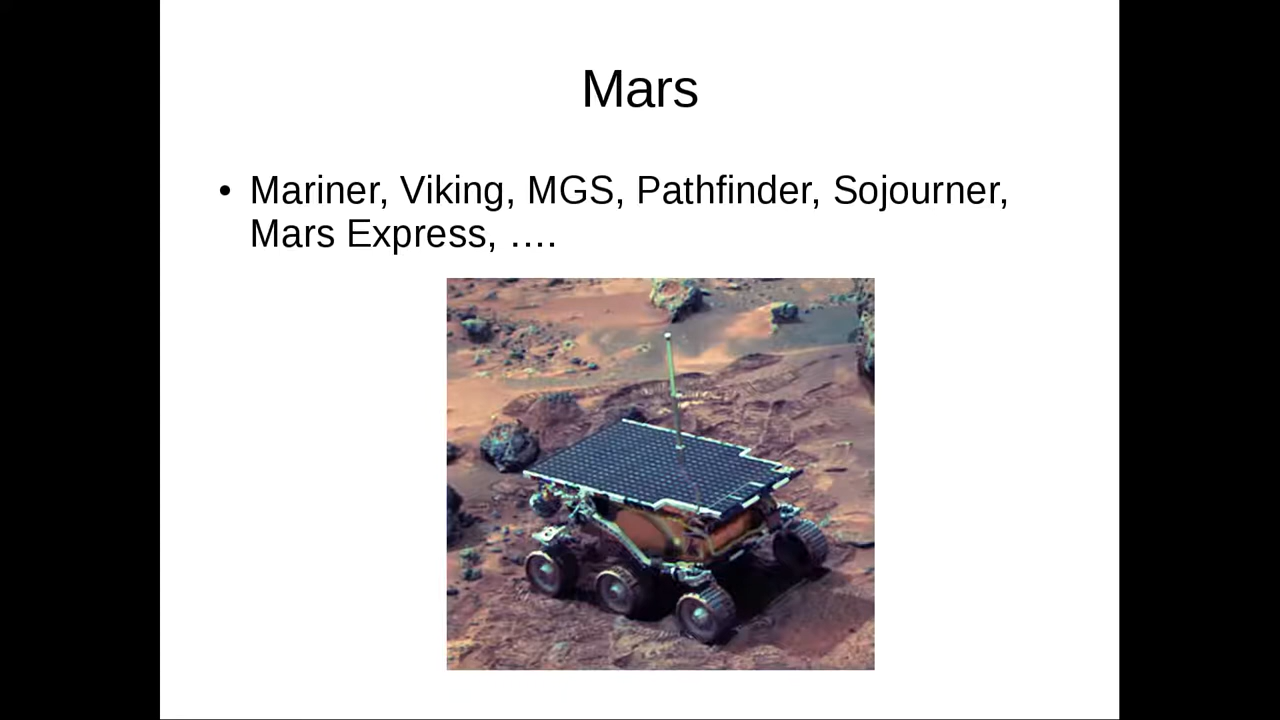 Mars
• Mariner, Viking, MGS, Pathfinder, Sojourner,
Mars Express, ....